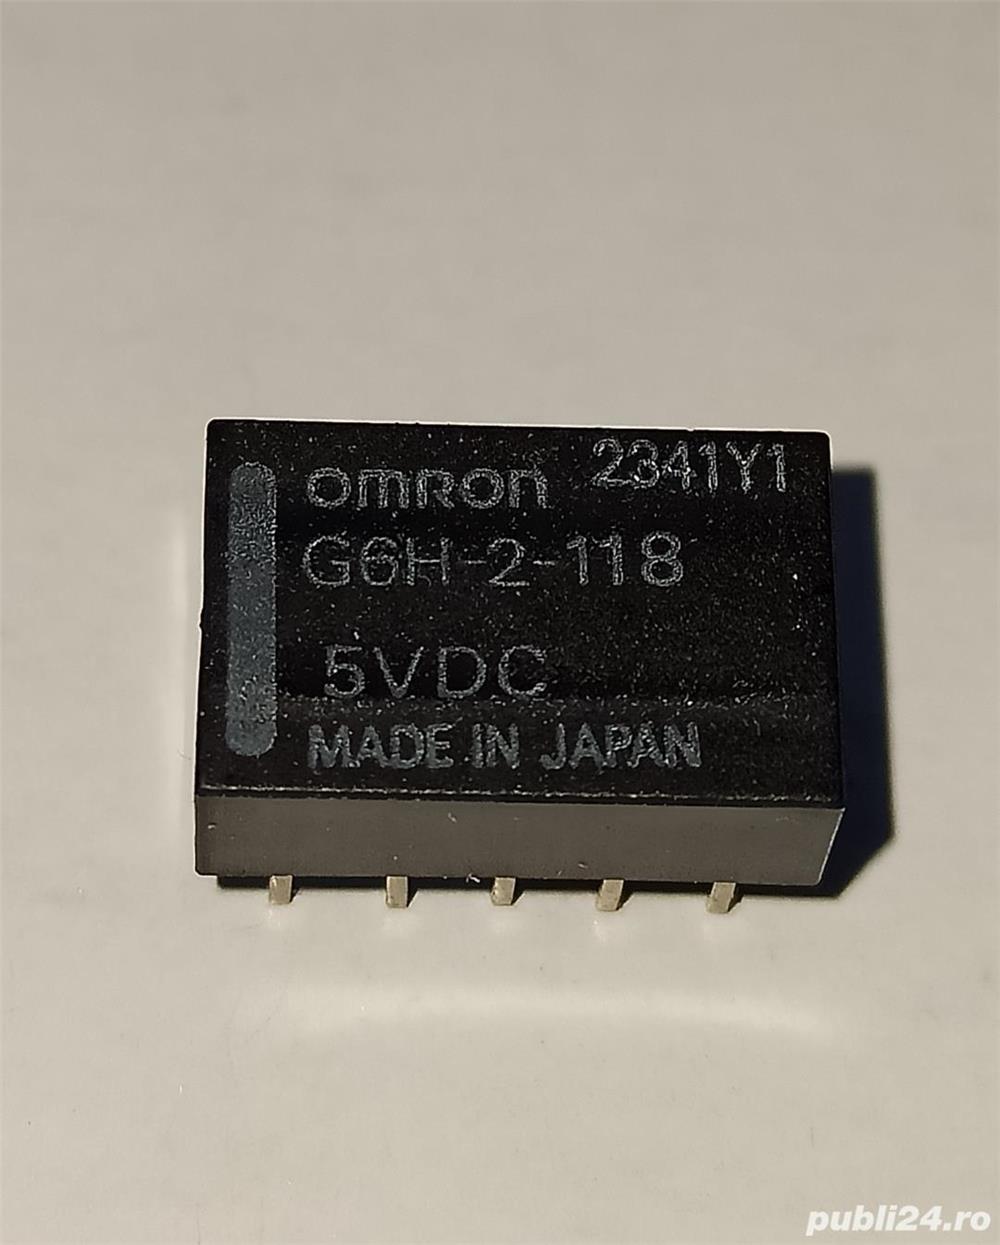 omRon 2341Y1
G6H-2-118
5VDC
MADE IN JAPAN
publi24.ro